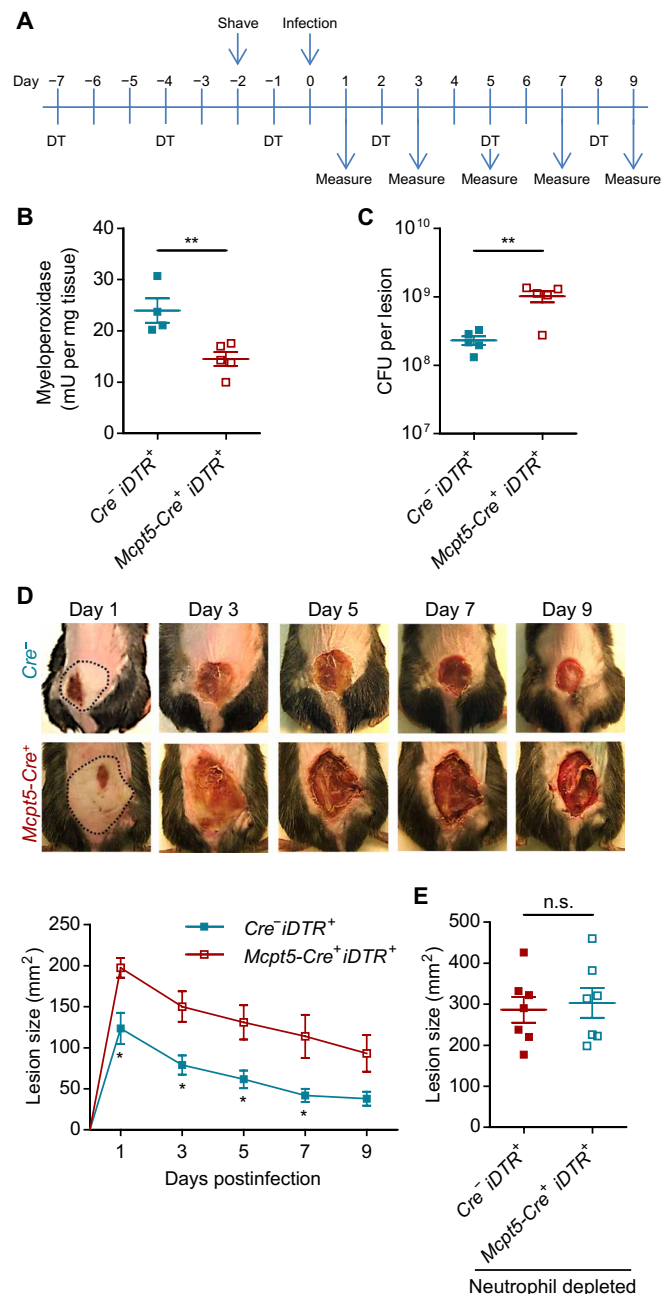 A
Shave Infection
Day −7 −6 −5 −4 −3 −2 −1 0 1 2 3 4 5 6 7 8 9
DT DT DT DT DT DT
Measure Measure Measure Measure Measure
B
Myeloperoxidase
(mU per mg tissue)
40
30
20
10
0
**
Cre⁻ iDTR⁺
Mcpt5-Cre⁺ iDTR⁺
C
CFU per lesion
10¹⁰
10⁹
10⁸
10⁷
**
Cre⁻ iDTR⁺
Mcpt5-Cre⁺ iDTR⁺
D
Day 1 Day 3 Day 5 Day 7 Day 9
Cre⁻
Mcpt5-Cre⁺
Lesion size (mm²)
250
200
150
100
50
0
Cre⁻iDTR⁺
Mcpt5-Cre⁺iDTR⁺
* * * *
1 3 5 7 9
Days postinfection
E
n.s.
Lesion size (mm²)
500
400
300
200
100
0
Cre⁻ iDTR⁺
Mcpt5-Cre⁺ iDTR⁺
Neutrophil depleted